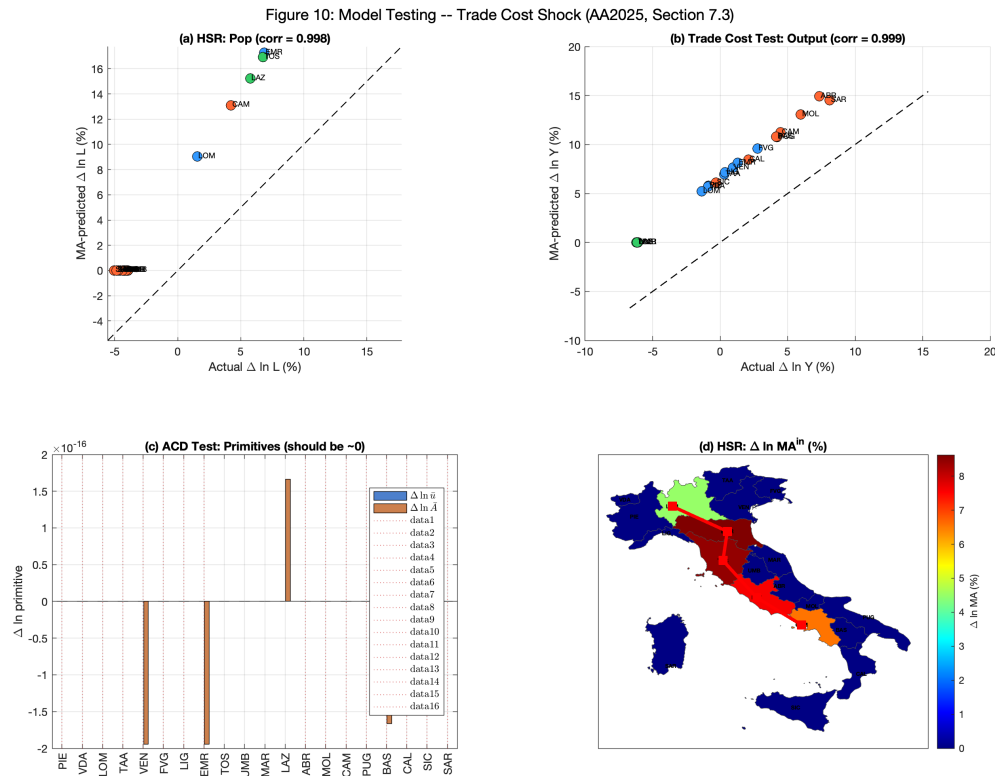 Figure 10: Model Testing -- Trade Cost Shock (AA2025, Section 7.3)
(a) HSR: Pop (corr = 0.998)
MA-predicted Δ ln L (%)
16
14
12
10
8
6
4
2
0
-2
-4
EMR
TOS
LAZ
CAM
LOM
-5
0
5
10
15
Actual Δ ln L (%)
(b) Trade Cost Test: Output (corr = 0.999)
MA-predicted Δ ln Y (%)
20
15
10
5
0
-5
-10
ABR
SAR
MOL
CAM
FVG
CAL
VEN
SIC
LOM
-10
-5
0
5
10
15
20
Actual Δ ln Y (%)
(c) ACD Test: Primitives (should be ~0)
×10⁻¹⁶
Δ ln primitive
2
1.5
1
0.5
0
-0.5
-1
-1.5
-2
Δ ln ū
Δ ln Ā
data1
data2
data3
data4
data5
data6
data7
data8
data9
data10
data11
data12
data13
data14
data15
data16
PIE
VDA
LOM
TAA
VEN
FVG
LIG
EMR
TOS
UMB
MAR
LAZ
ABR
MOL
CAM
PUG
BAS
CAL
SIC
SAR
(d) HSR: Δ ln MAⁱⁿ (%)
8
7
6
5
4
3
2
1
0
Δ ln MA (%)